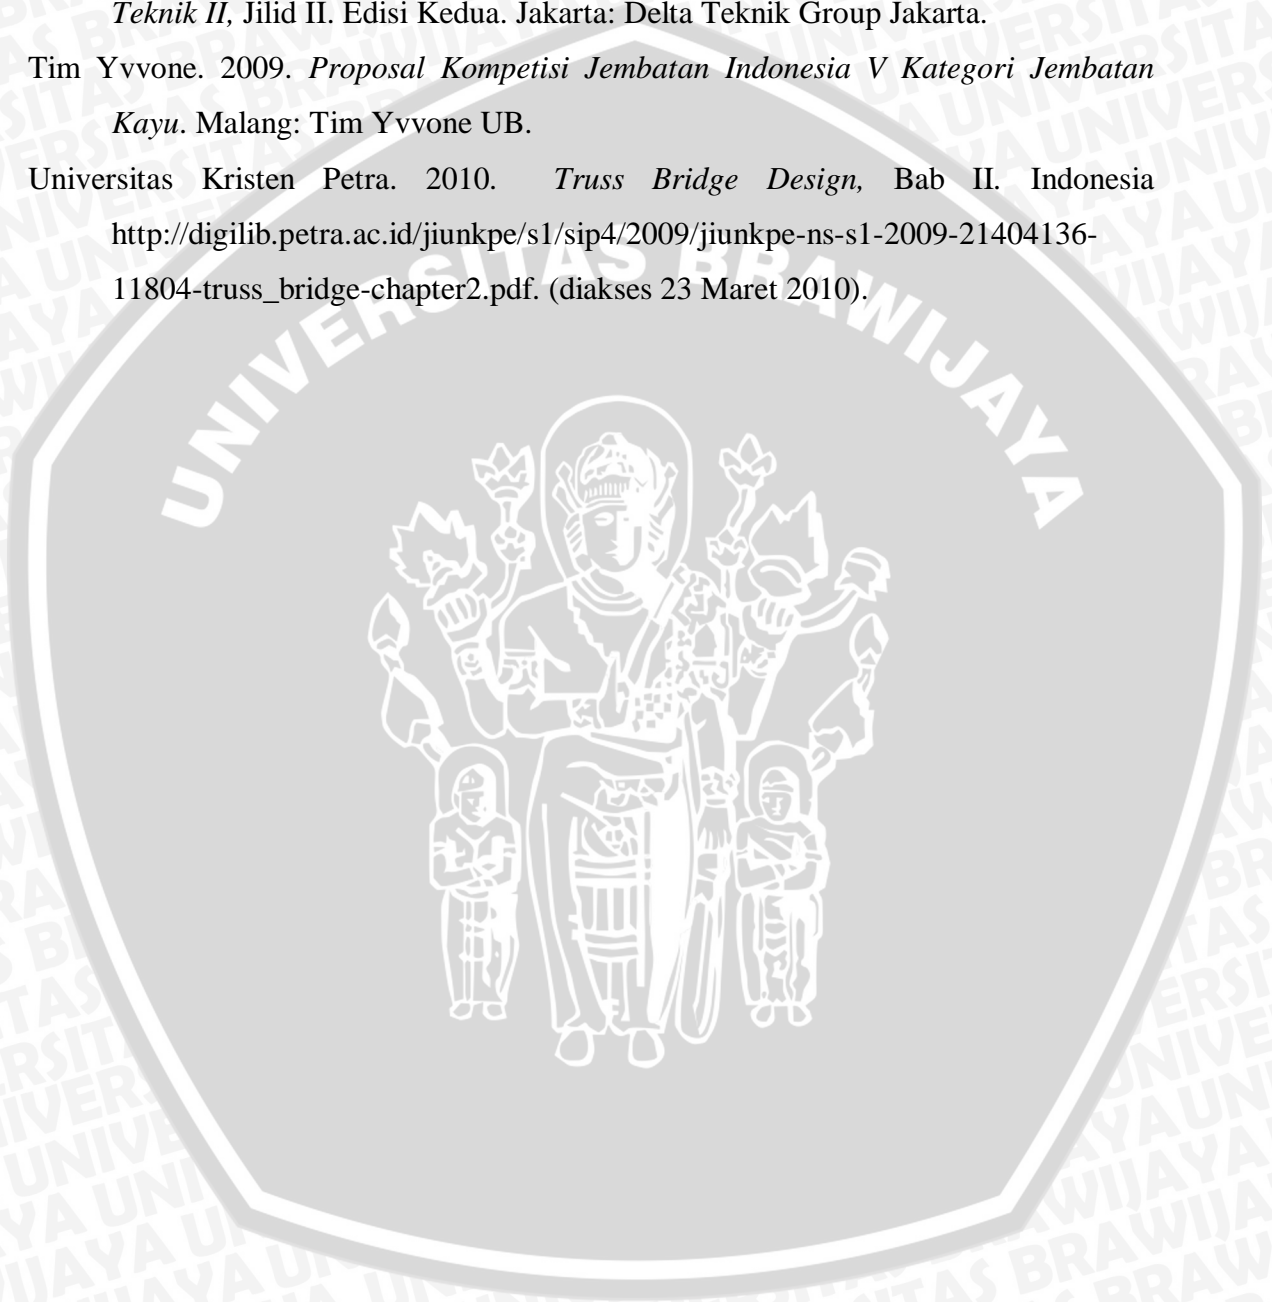 Teknik II, Jilid II. Edisi Kedua. Jakarta: Delta Teknik Group Jakarta.
Tim Yvvone. 2009. Proposal Kompetisi Jembatan Indonesia V Kategori Jembatan
Kayu. Malang: Tim Yvvone UB.
Universitas Kristen Petra. 2010. Truss Bridge Design, Bab II. Indonesia
http://digilib.petra.ac.id/jiunkpe/s1/sip4/2009/jiunkpe-ns-s1-2009-21404136-
11804-truss_bridge-chapter2.pdf. (diakses 23 Maret 2010).
UNIVERSITAS BRAWIJAYA